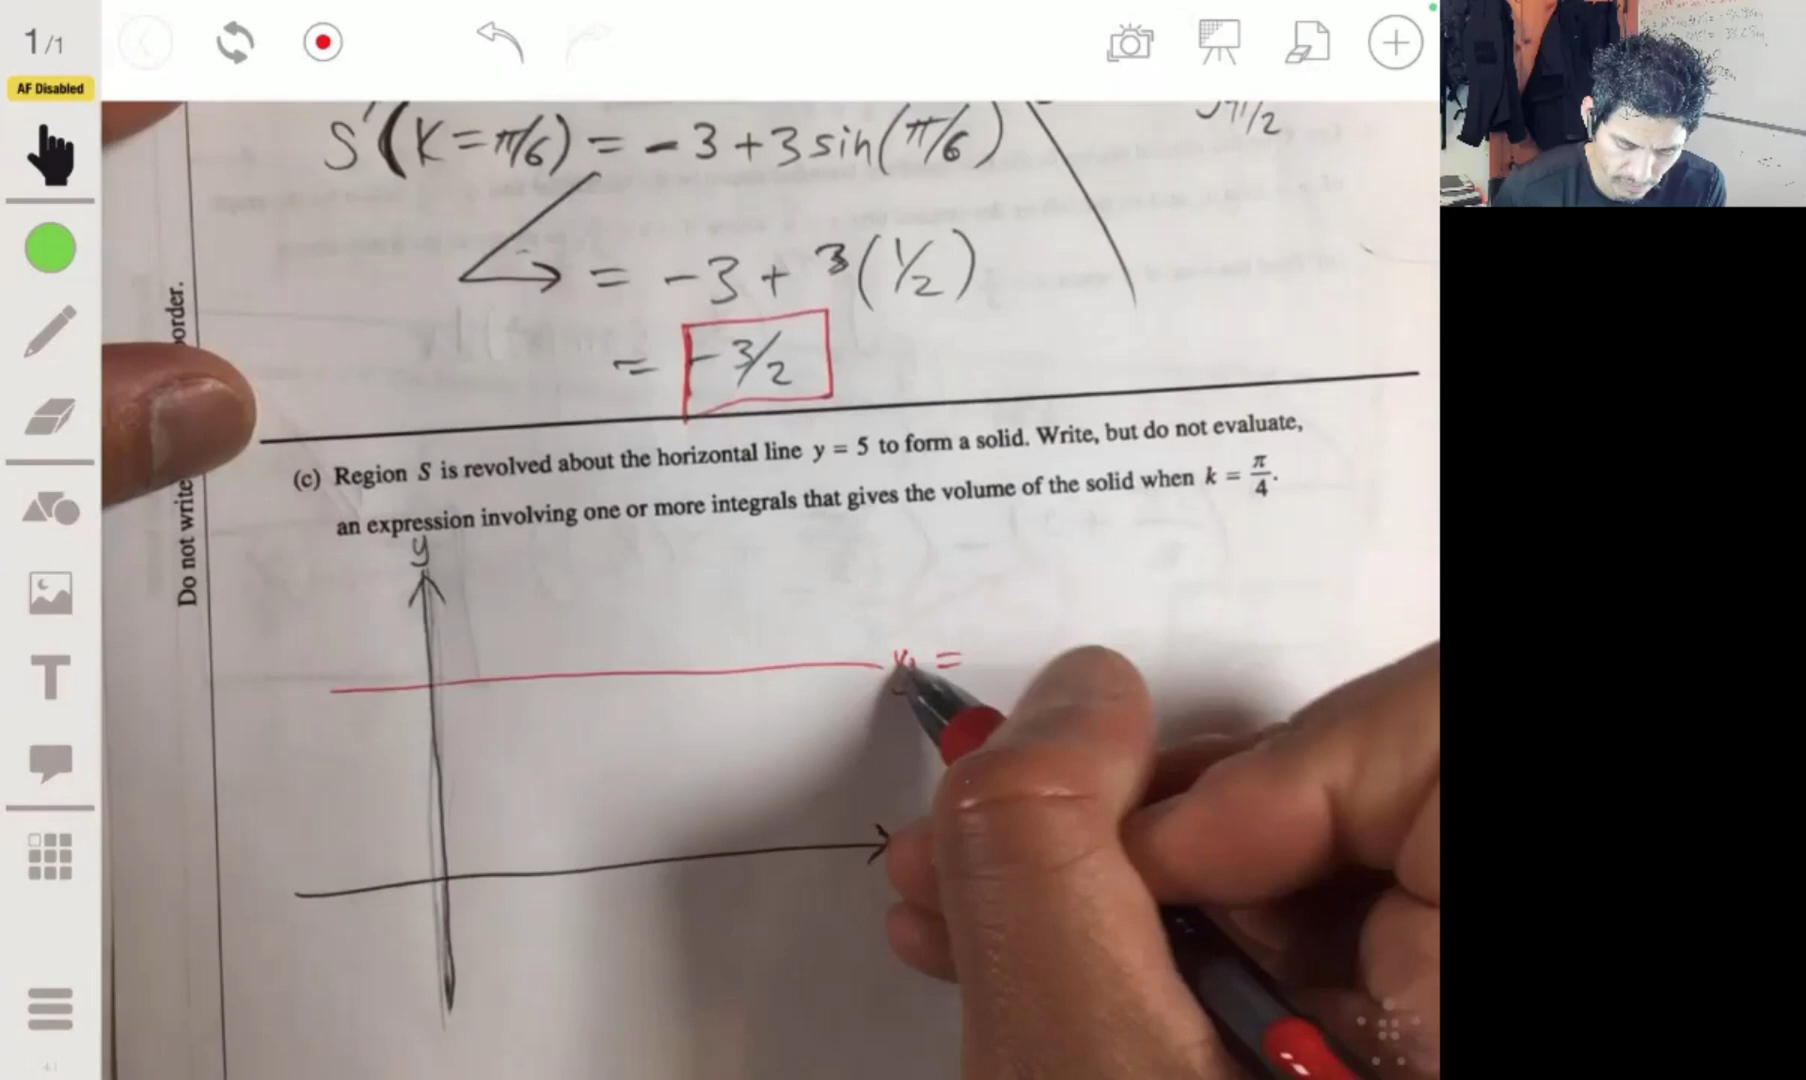 1/1
AF Disabled
S'(K=π/6) = -3+3sin(π/6)
= -3+3(1/2)
= -3/2
order.
Do not write
(c) Region S is revolved about the horizontal line y = 5 to form a solid. Write, but do not evaluate,
an expression involving one or more integrals that gives the volume of the solid when k = π/4.
y
y =
T